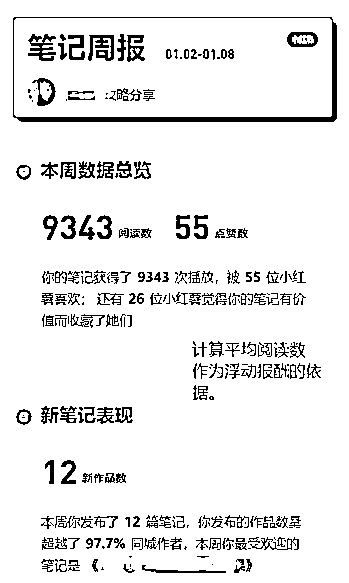 笔记周报 01.02-01.08
攻略分享
本周数据总览
9343 阅读数 55 点赞数
你的笔记获得了 9343 次播放，被 55 位小红
薯喜欢； 还有 26 位小红薯觉得你的笔记有价
值而收藏了她们
计算平均阅读数
作为浮动报酬的依
据。
新笔记表现
12 新作品数
本周你发布了 12 篇笔记，你发布的作品数量
超越了 97.7% 同城作者，本周你最受欢迎的
笔记是《